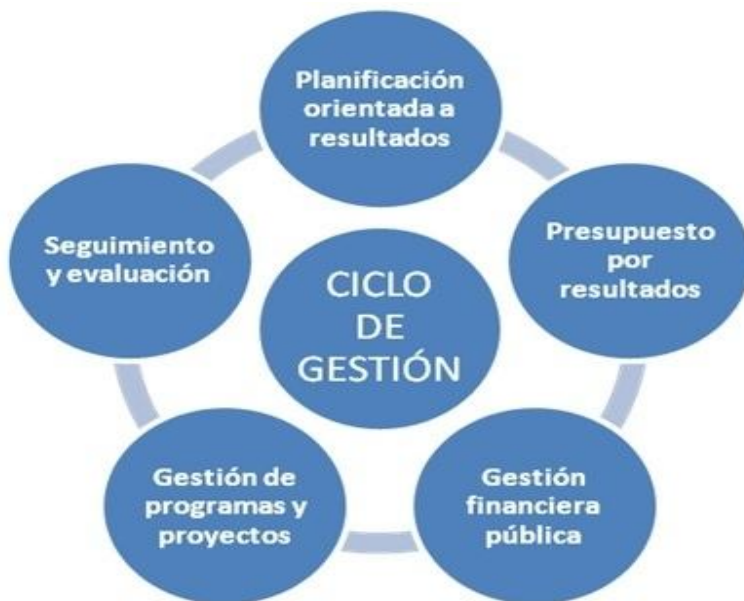 Planificación
orientada a
resultados
Presupuesto
por
resultados
Gestión
financiera
pública
Gestión de
programas y
proyectos
Seguimiento
y evaluación
CICLO
DE
GESTIÓN